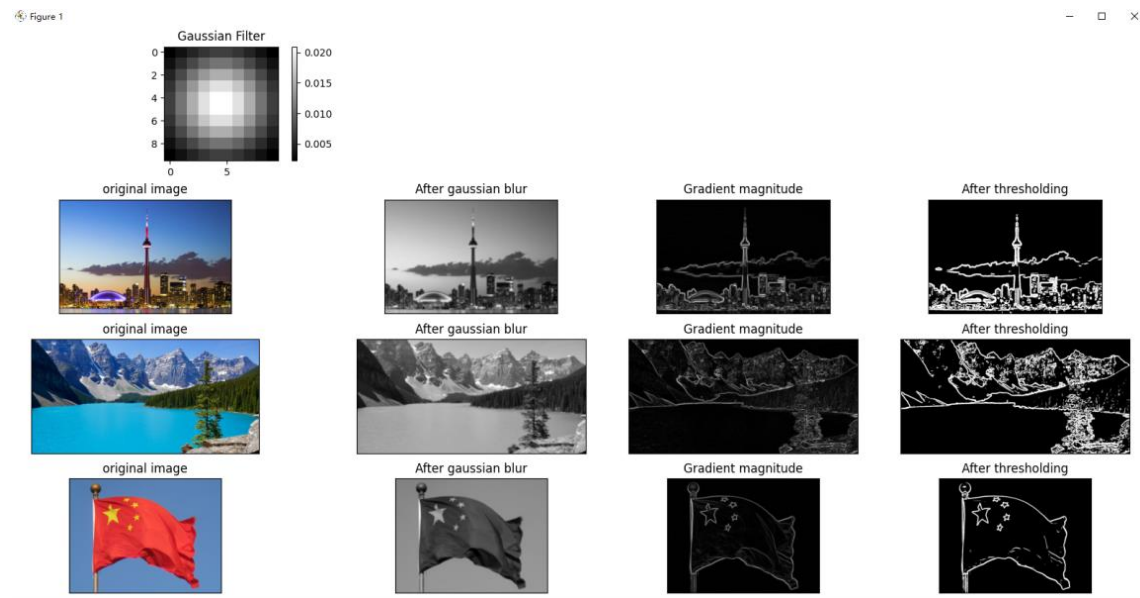 Figure 1
Gaussian Filter
0
2
4
6
8
0 5
0.020
0.015
0.010
0.005
original image After gaussian blur Gradient magnitude After thresholding
original image After gaussian blur Gradient magnitude After thresholding
original image After gaussian blur Gradient magnitude After thresholding